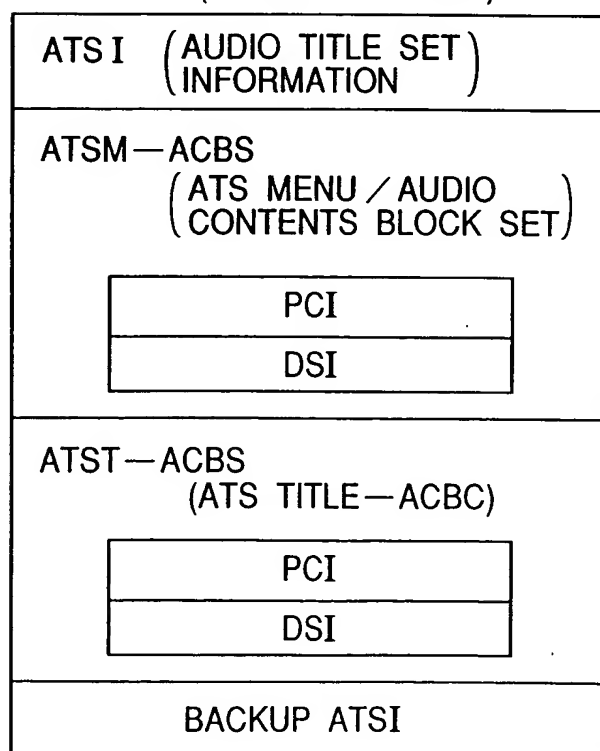 ATSI (AUDIO TITLE SET
INFORMATION)
ATSM—ACBS
(ATS MENU/AUDIO
CONTENTS BLOCK SET)
PCI
DSI
ATST—ACBS
(ATS TITLE—ACBC)
PCI
DSI
BACKUP ATSI